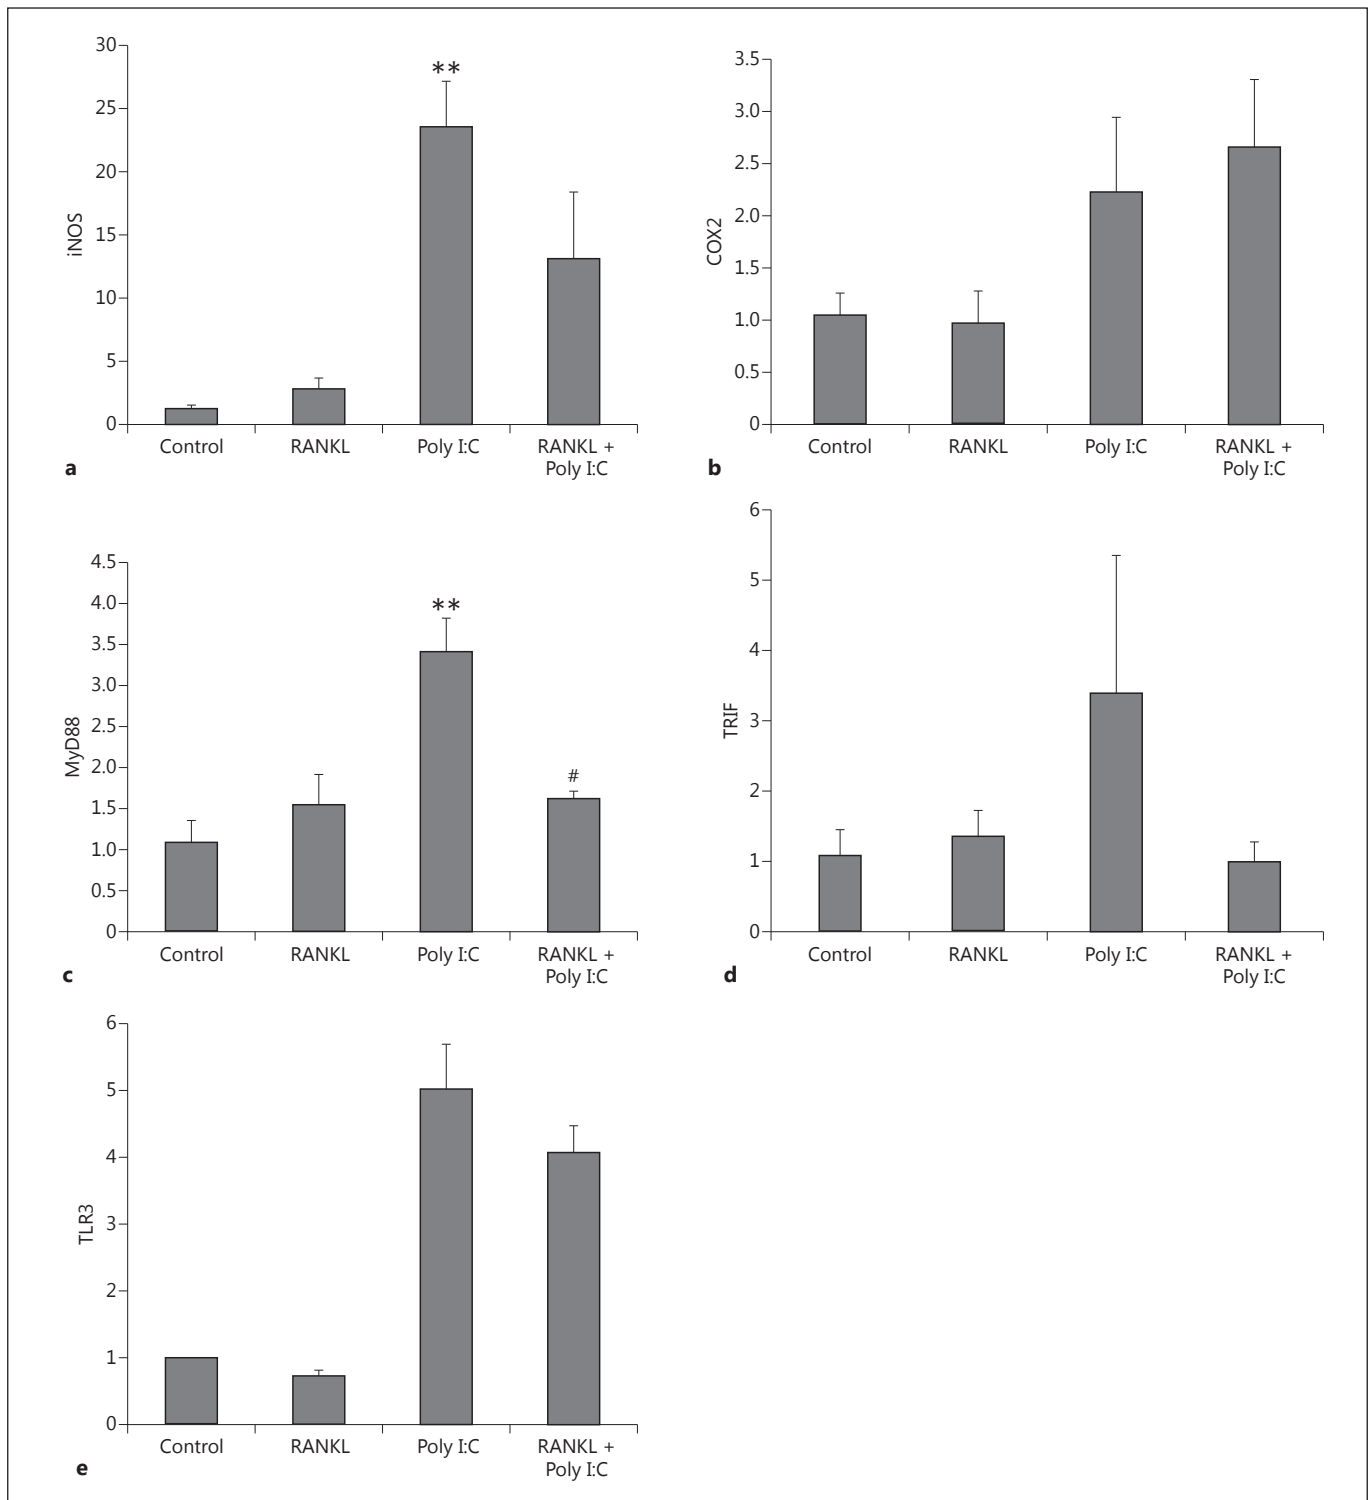 30
25
20
15
10
5
0
iNOS
**
Control RANKL Poly I:C RANKL +
Poly I:C
a
3.5
3.0
2.5
2.0
1.5
1.0
0.5
0
COX2
Control RANKL Poly I:C RANKL +
Poly I:C
b
4.5
4.0
3.5
3.0
2.5
2.0
1.5
1.0
0.5
0
MyD88
**
#
Control RANKL Poly I:C RANKL +
Poly I:C
c
6
5
4
3
2
1
0
TRIF
Control RANKL Poly I:C RANKL +
Poly I:C
d
6
5
4
3
2
1
0
TLR3
Control RANKL Poly I:C RANKL +
Poly I:C
e